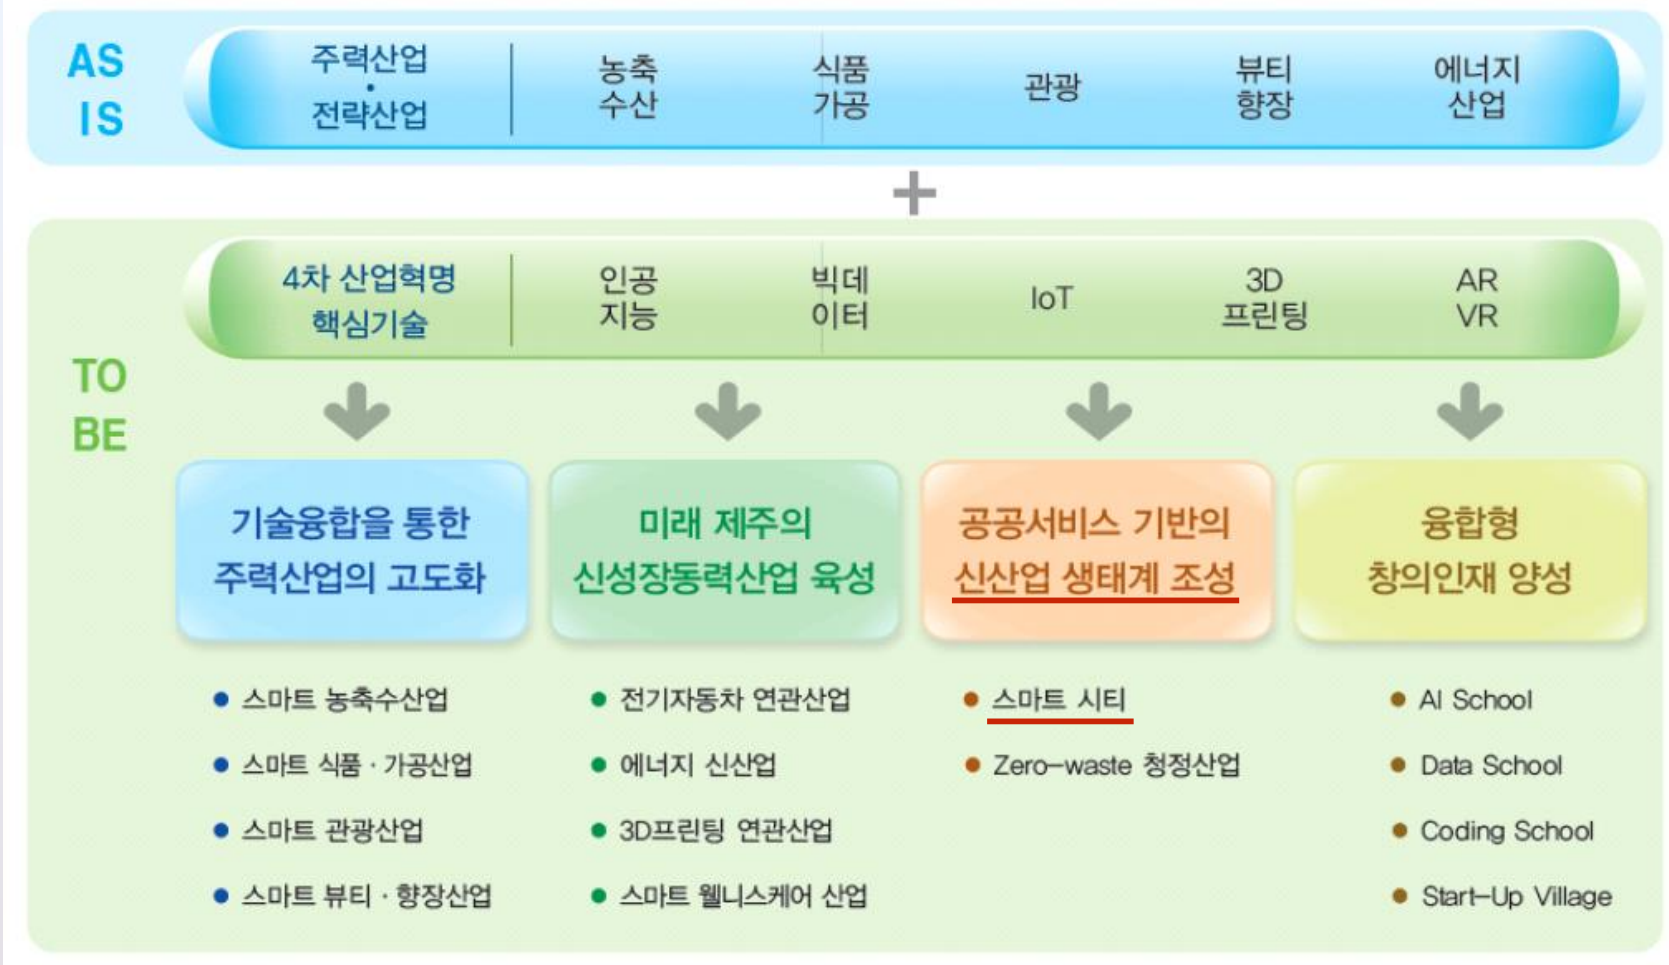 AS
IS
주력산업
·
전략산업
농축
수산
식품
가공
관광
뷰티
향장
에너지
산업
+
TO
BE
4차 산업혁명
핵심기술
인공
지능
빅데
이터
IoT
3D
프린팅
AR
VR
기술융합을 통한
주력산업의 고도화
스마트 농축수산업
스마트 식품·가공산업
스마트 관광산업
스마트 뷰티·향장산업
미래 제주의
신성장동력산업 육성
전기자동차 연관산업
에너지 신산업
3D프린팅 연관산업
스마트 웰니스케어 산업
공공서비스 기반의
신산업 생태계 조성
스마트 시티
Zero-waste 청정산업
융합형
창의인재 양성
AI School
Data School
Coding School
Start-Up Village